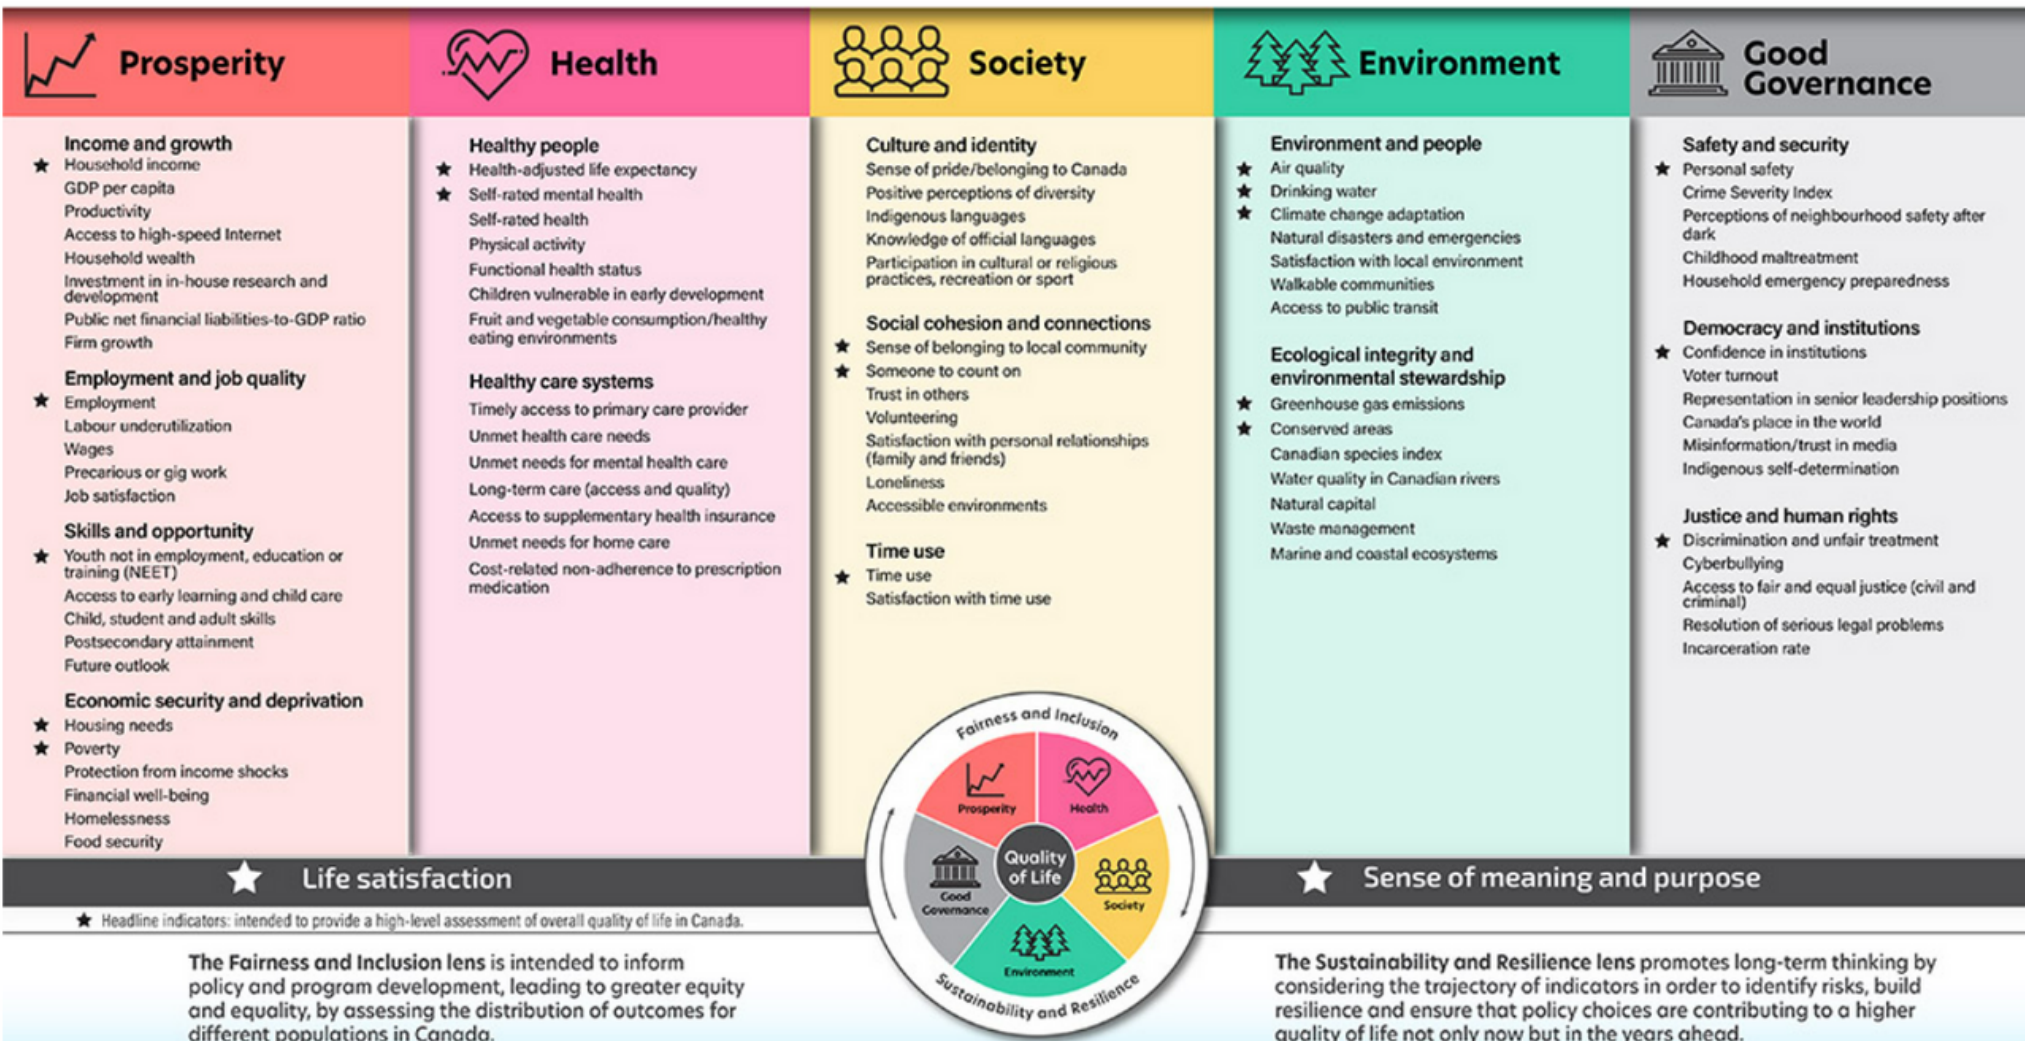 Prosperity
Income and growth
★ Household income
GDP per capita
Productivity
Access to high-speed Internet
Household wealth
Investment in in-house research and
development
Public net financial liabilities-to-GDP ratio
Firm growth
Employment and job quality
★ Employment
Labour underutilization
Wages
Precarious or gig work
Job satisfaction
Skills and opportunity
★ Youth not in employment, education or
training (NEET)
Access to early learning and child care
Child, student and adult skills
Postsecondary attainment
Future outlook
Economic security and deprivation
★ Housing needs
★ Poverty
Protection from income shocks
Financial well-being
Homelessness
Food security
Health
Healthy people
★ Health-adjusted life expectancy
★ Self-rated mental health
Self-rated health
Physical activity
Functional health status
Children vulnerable in early development
Fruit and vegetable consumption/healthy
eating environments
Healthy care systems
Timely access to primary care provider
Unmet health care needs
Unmet needs for mental health care
Long-term care (access and quality)
Access to supplementary health insurance
Unmet needs for home care
Cost-related non-adherence to prescription
medication
Society
Culture and identity
Sense of pride/belonging to Canada
Positive perceptions of diversity
Indigenous languages
Knowledge of official languages
Participation in cultural or religious
practices, recreation or sport
Social cohesion and connections
★ Sense of belonging to local community
★ Someone to count on
Trust in others
Volunteering
Satisfaction with personal relationships
(family and friends)
Loneliness
Accessible environments
Time use
★ Time use
Satisfaction with time use
Environment
Environment and people
★ Air quality
★ Drinking water
★ Climate change adaptation
Natural disasters and emergencies
Satisfaction with local environment
Walkable communities
Access to public transit
Ecological integrity and
environmental stewardship
★ Greenhouse gas emissions
★ Conserved areas
Canadian species index
Water quality in Canadian rivers
Natural capital
Waste management
Marine and coastal ecosystems
Good
Governance
Safety and security
★ Personal safety
Crime Severity Index
Perceptions of neighbourhood safety after
dark
Childhood maltreatment
Household emergency preparedness
Democracy and institutions
★ Confidence in institutions
Voter turnout
Representation in senior leadership positions
Canada's place in the world
Misinformation/trust in media
Indigenous self-determination
Justice and human rights
★ Discrimination and unfair treatment
Cyberbullying
Access to fair and equal justice (civil and
criminal)
Resolution of serious legal problems
Incarceration rate
★ Life satisfaction
★ Sense of meaning and purpose
★ Headline indicators: intended to provide a high-level assessment of overall quality of life in Canada.
Fairness and Inclusion
Prosperity
Health
Quality
of Life
Good
Governance
Society
Environment
Sustainability and Resilience
The Fairness and Inclusion lens is intended to inform
policy and program development, leading to greater equity
and equality, by assessing the distribution of outcomes for
different populations in Canada.
The Sustainability and Resilience lens promotes long-term thinking by
considering the trajectory of indicators in order to identify risks, build
resilience and ensure that policy choices are contributing to a higher
quality of life not only now but in the years ahead.